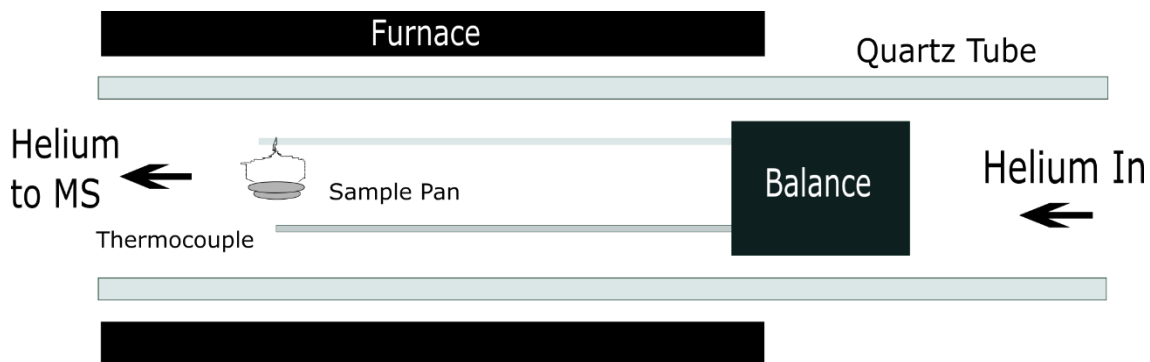 Furnace
Quartz Tube
Helium
to MS
Sample Pan
Balance
Helium In
Thermocouple